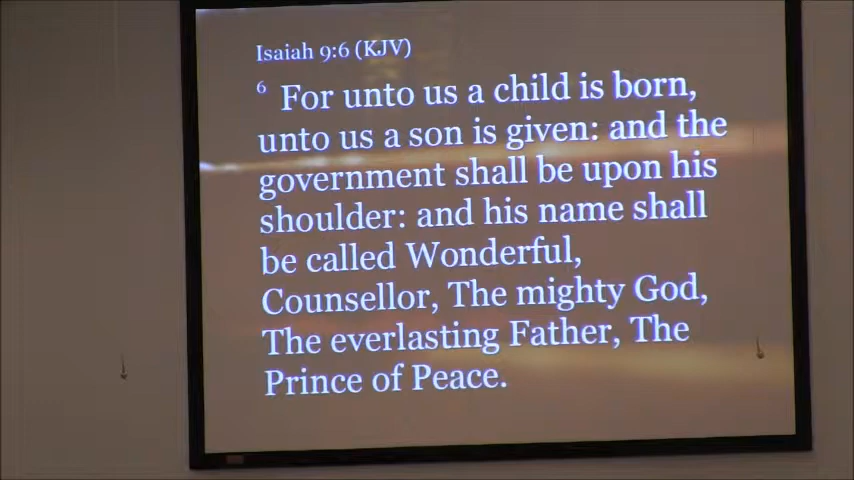 Isaiah 9:6 (KJV)
6 For unto us a child is born,
unto us a son is given: and the
government shall be upon his
shoulder: and his name shall
be called Wonderful,
Counsellor, The mighty God,
The everlasting Father, The
Prince of Peace.